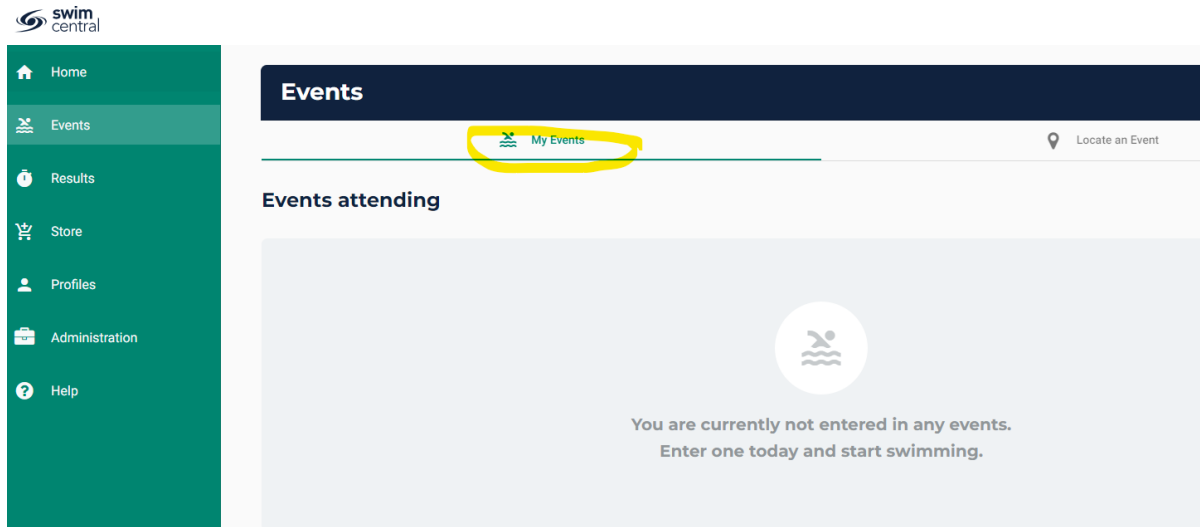 swim
central
Home
Events
Results
Store
Profiles
Administration
Help
Events
My Events
Locate an Event
Events attending
You are currently not entered in any events.
Enter one today and start swimming.